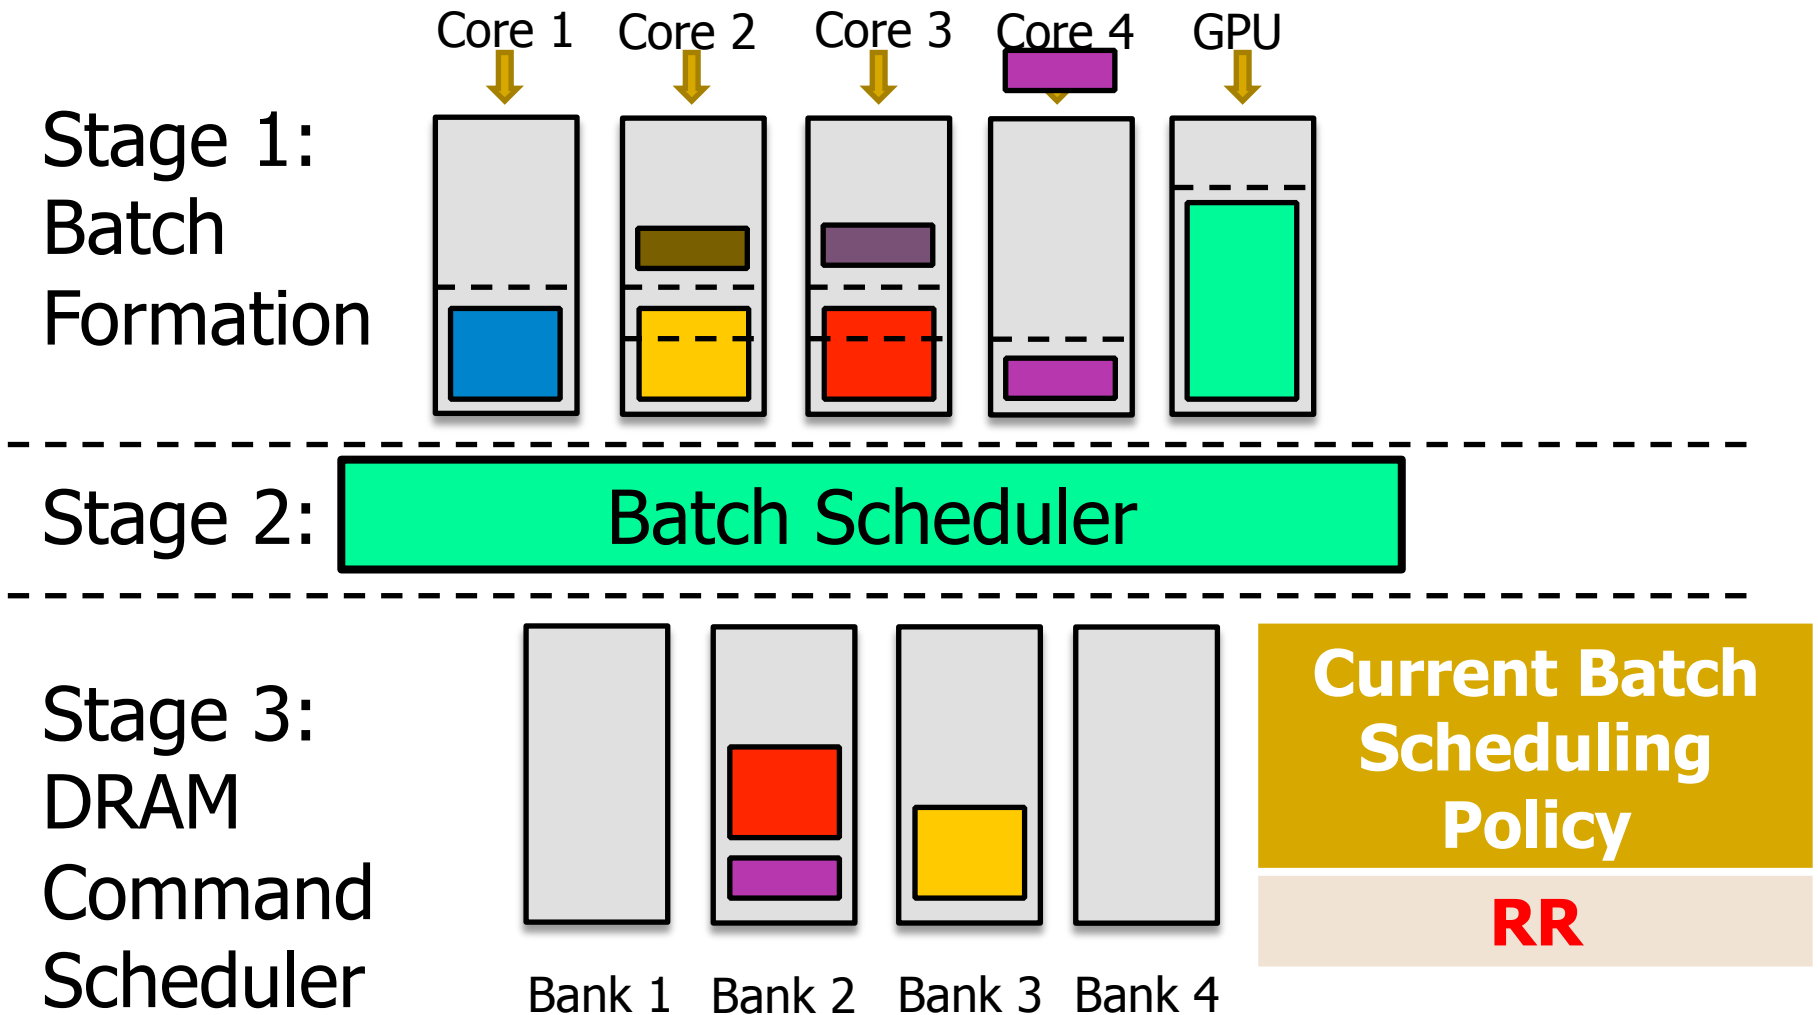 Core 1
Core 2
Core 3
Core 4
GPU
Stage 1:
Batch
Formation
Stage 2:
Batch Scheduler
Stage 3:
DRAM
Command
Scheduler
Current Batch
Scheduling
Policy
RR
Bank 1
Bank 2
Bank 3
Bank 4